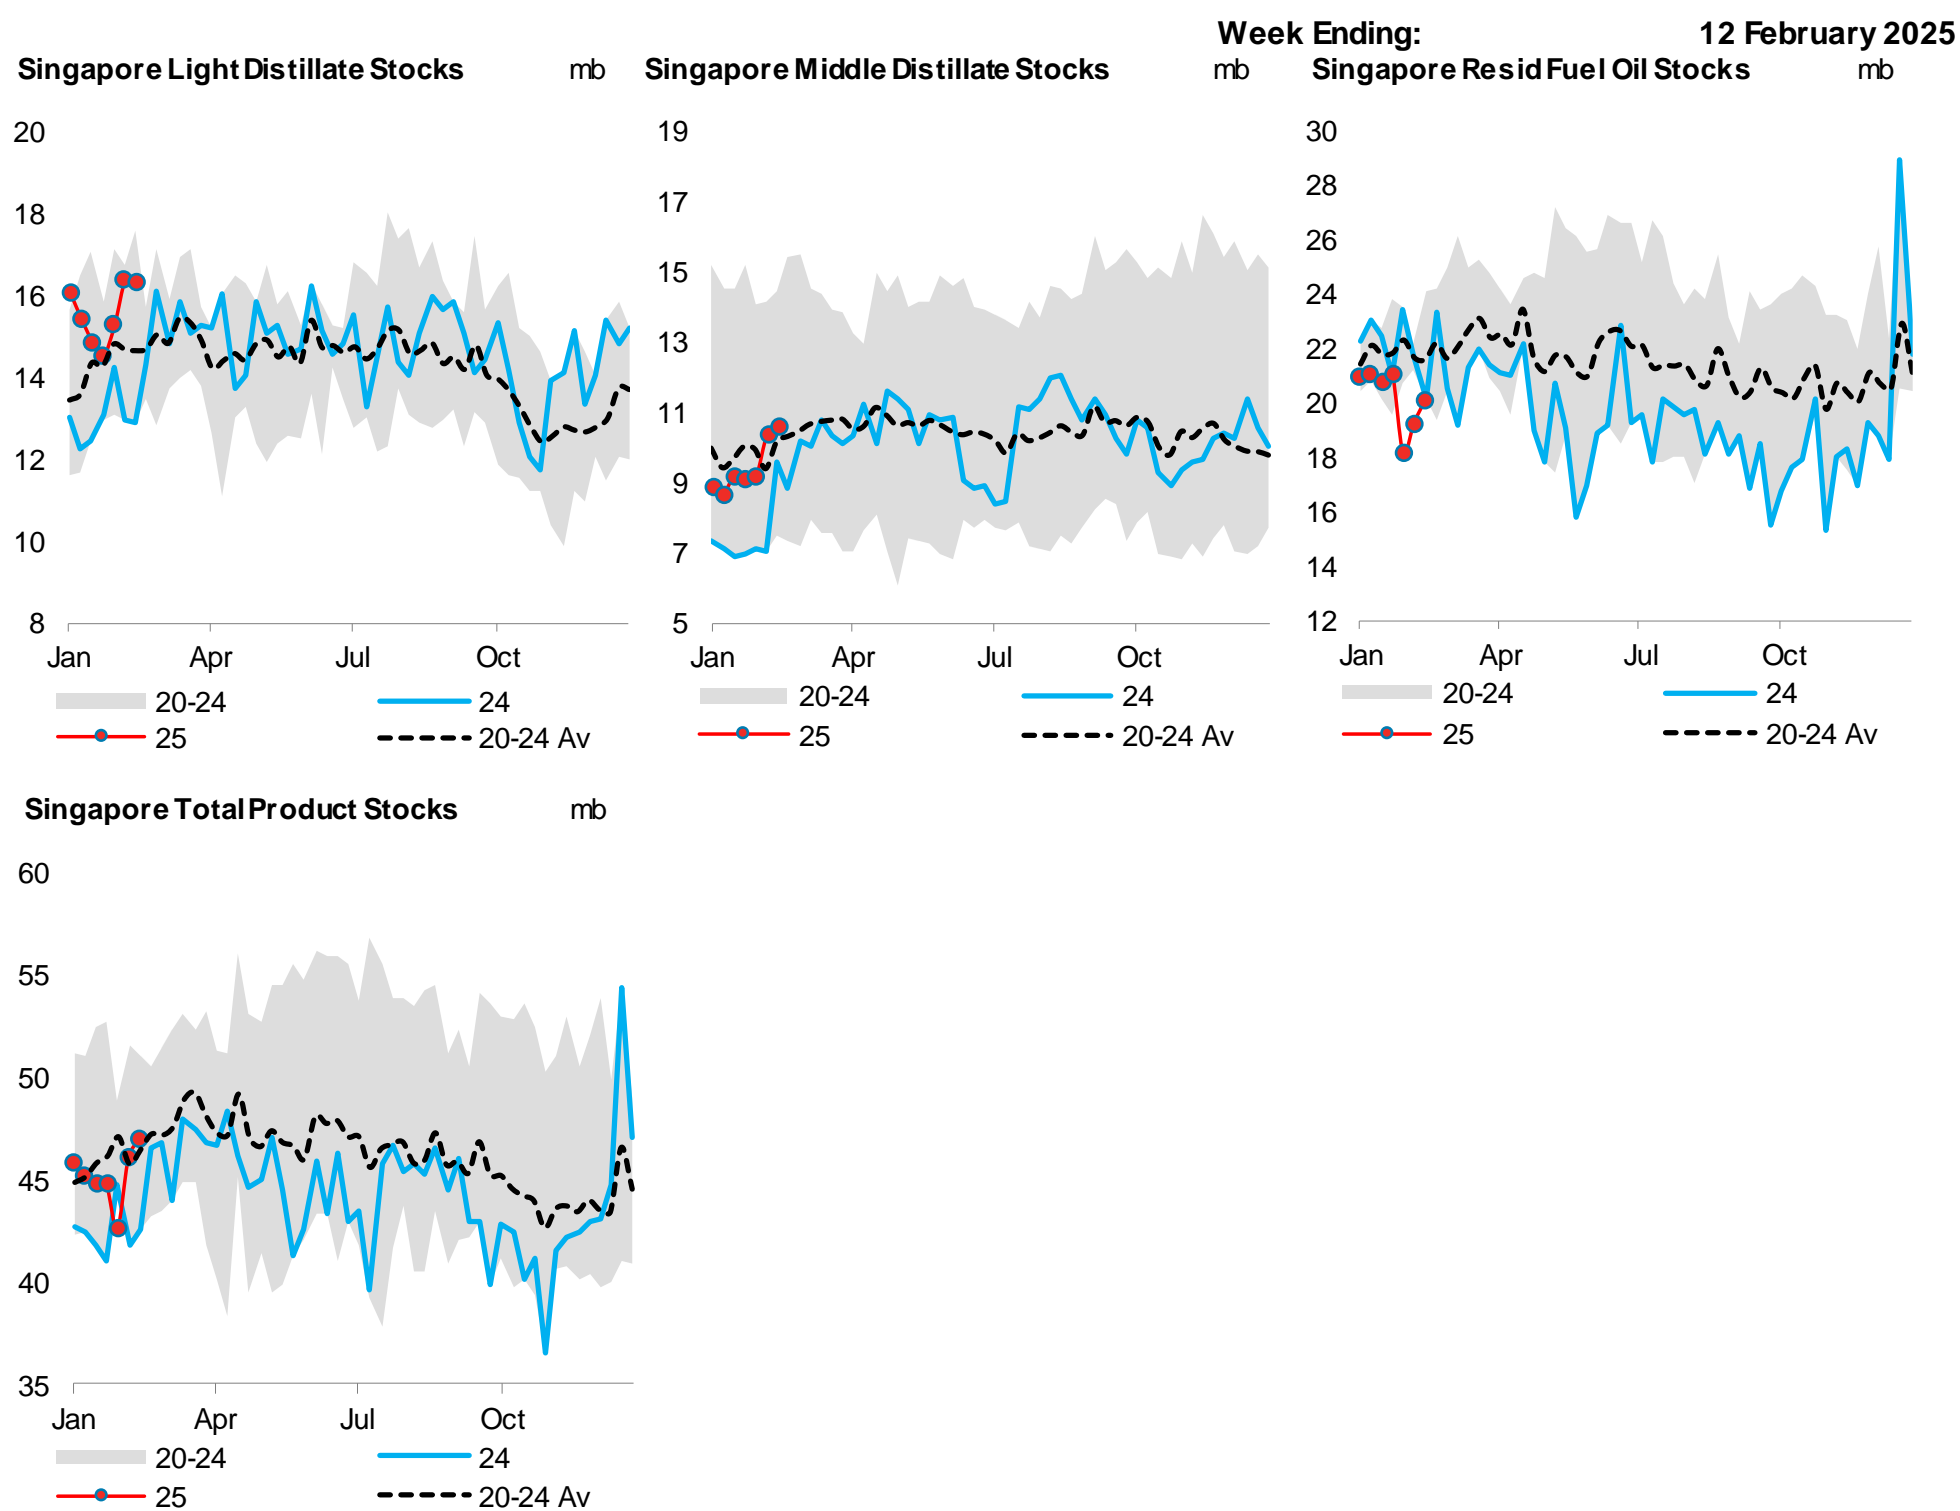 Week Ending: 12 February 2025
Singapore Light Distillate Stocks mb
20
18
16
14
12
10
8
Jan Apr Jul Oct
20-24 24
25 20-24 Av
Singapore Middle Distillate Stocks mb
19
17
15
13
11
9
7
5
Jan Apr Jul Oct
20-24 24
25 20-24 Av
Singapore Resid Fuel Oil Stocks mb
30
28
26
24
22
20
18
16
14
12
Jan Apr Jul Oct
20-24 24
25 20-24 Av
Singapore Total Product Stocks mb
60
55
50
45
40
35
Jan Apr Jul Oct
20-24 24
25 20-24 Av